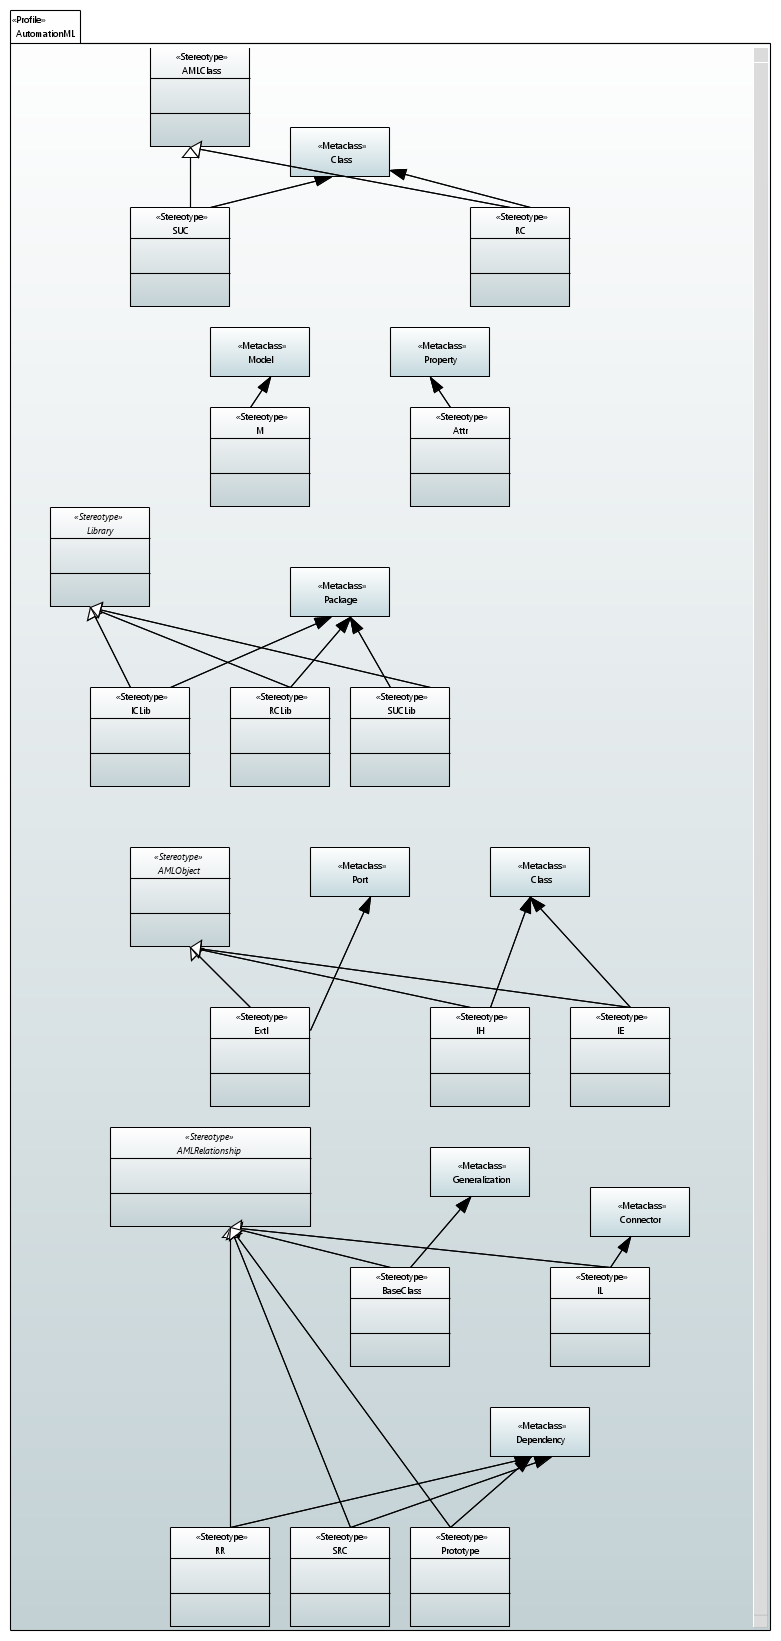 «Profile»
AutomationML
«Stereotype»
AMLClass
«Metaclass»
Class
«Stereotype»
SUC
«Stereotype»
RC
«Metaclass»
Model
«Metaclass»
Property
«Stereotype»
M
«Stereotype»
Attr
«Stereotype»
Library
«Metaclass»
Package
«Stereotype»
ICLib
«Stereotype»
RCLib
«Stereotype»
SUCLib
«Stereotype»
AMLObject
«Metaclass»
Port
«Metaclass»
Class
«Stereotype»
ExtI
«Stereotype»
IH
«Stereotype»
IE
«Stereotype»
AMLRelationship
«Metaclass»
Generalization
«Metaclass»
Connector
«Stereotype»
BaseClass
«Stereotype»
IL
«Metaclass»
Dependency
«Stereotype»
RR
«Stereotype»
SRC
«Stereotype»
Prototype